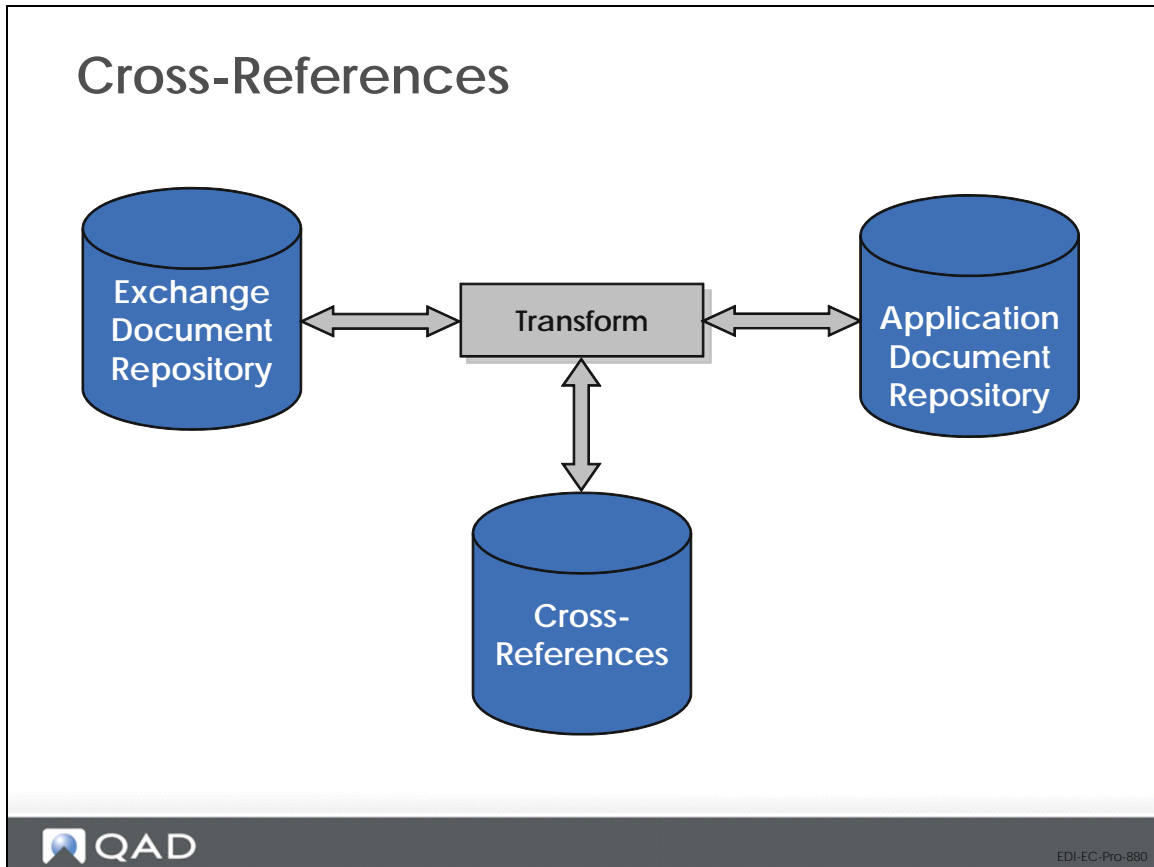 Cross-References
Exchange
Document
Repository
Transform
Application
Document
Repository
Cross-
References
QAD
EDI-EC-Pro-880